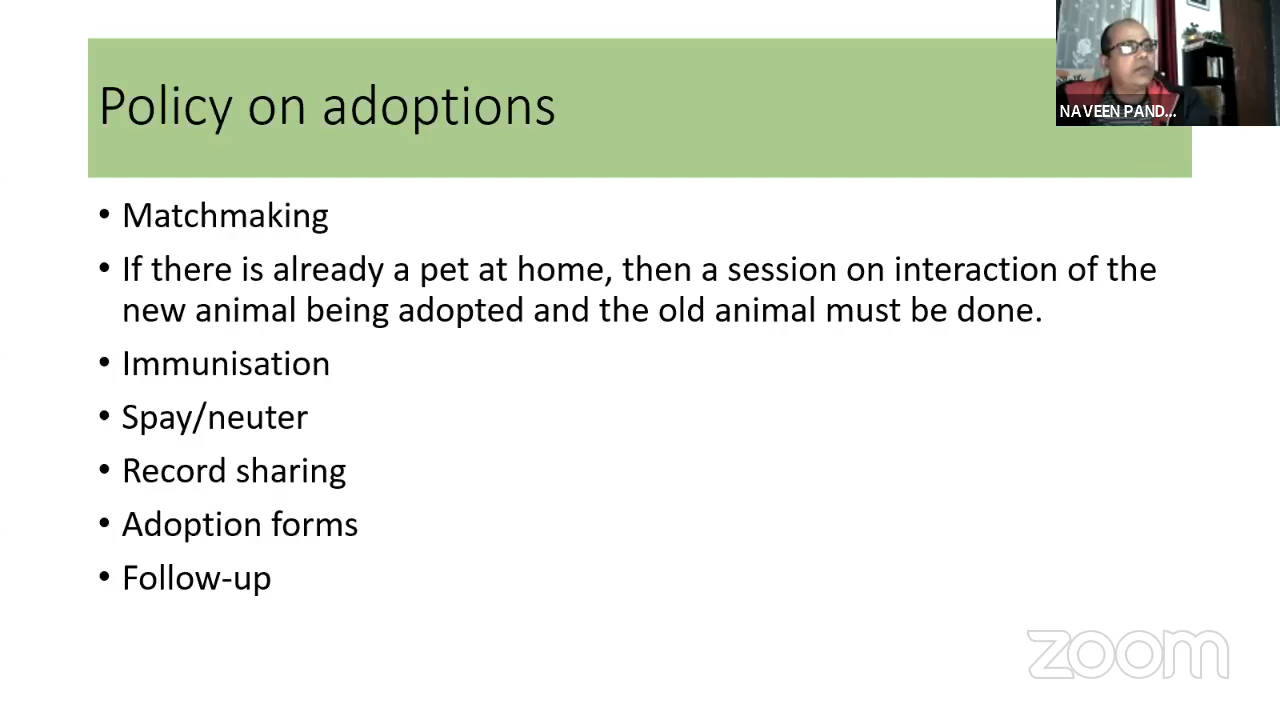 Policy on adoptions
NAVEEN PAND...
• Matchmaking
• If there is already a pet at home, then a session on interaction of the
new animal being adopted and the old animal must be done.
• Immunisation
• Spay/neuter
• Record sharing
• Adoption forms
• Follow-up
zoom